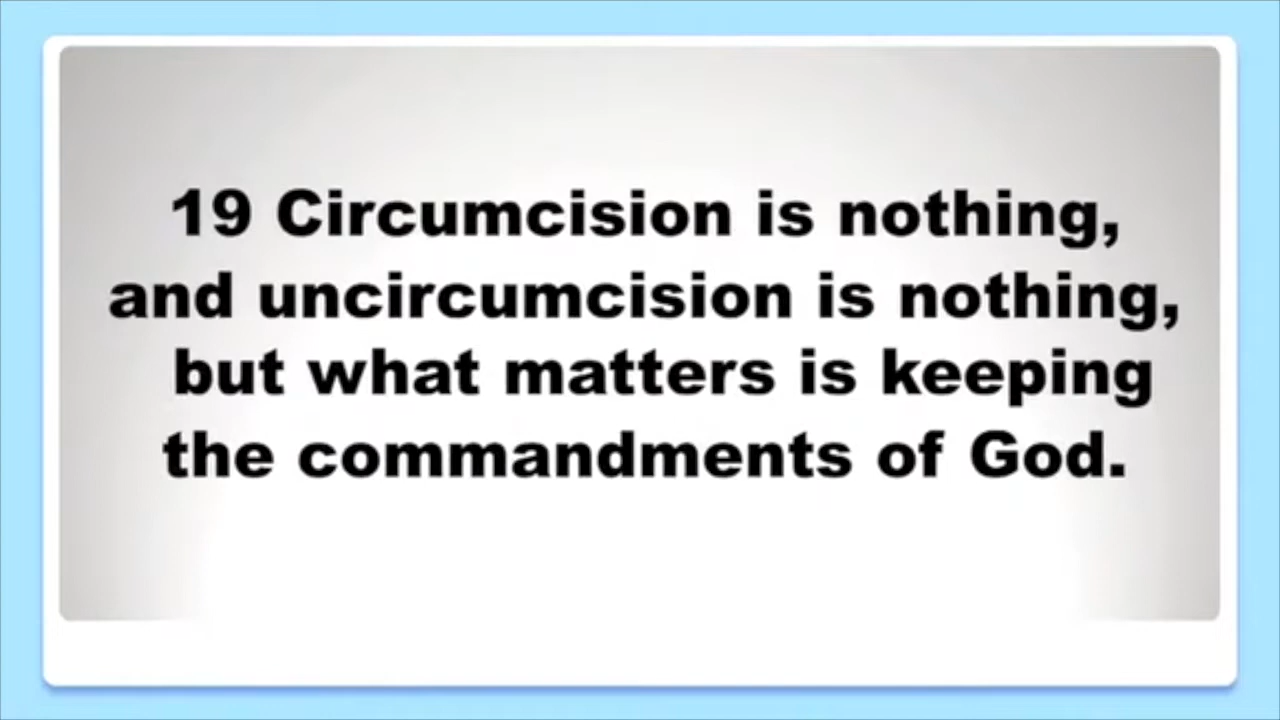 19 Circumcision is nothing,
and uncircumcision is nothing,
but what matters is keeping
the commandments of God.